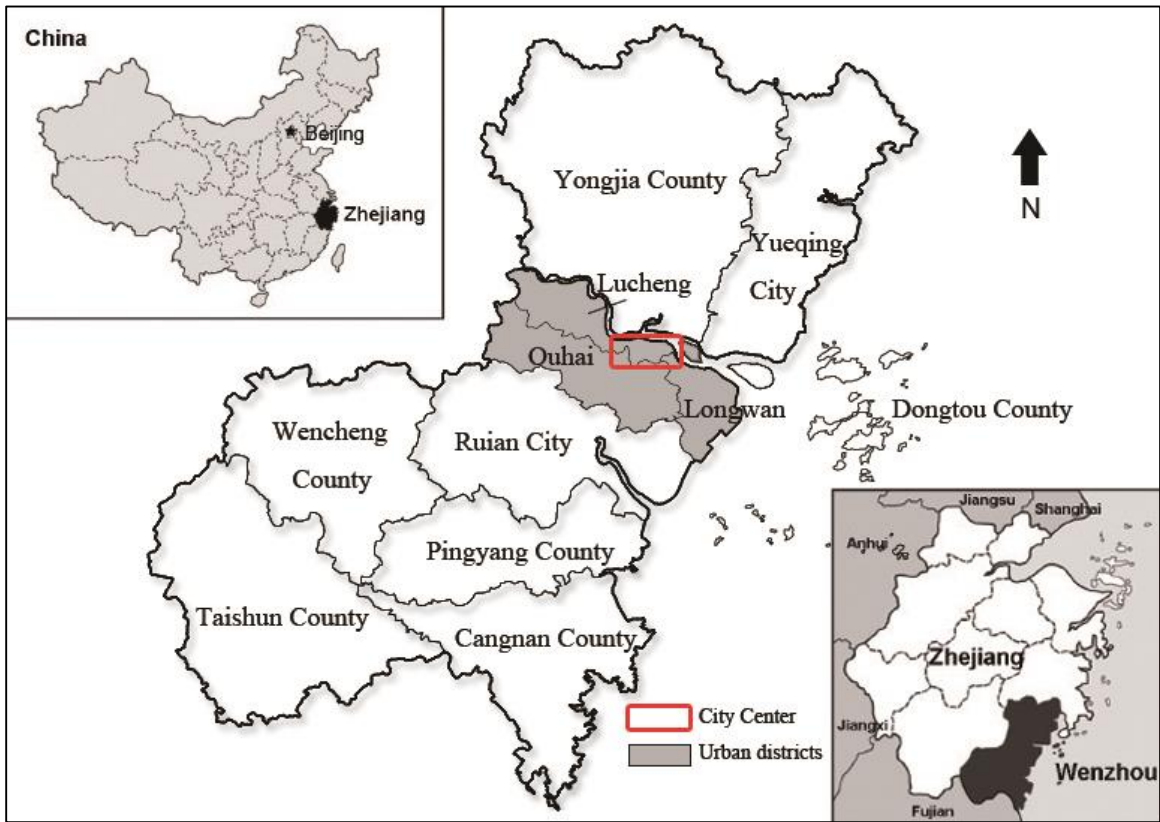 China
Beijing
Zhejiang
N
Yongjia County
Yueqing
City
Lucheng
Ouhai
Longwan
Dongtou County
Wencheng
County
Ruian City
Pingyang County
Taishun County
Cangnan County
City Center
Urban districts
Jiangsu
Shanghai
Anhui
Zhejiang
Jiangxi
Wenzhou
Fujian